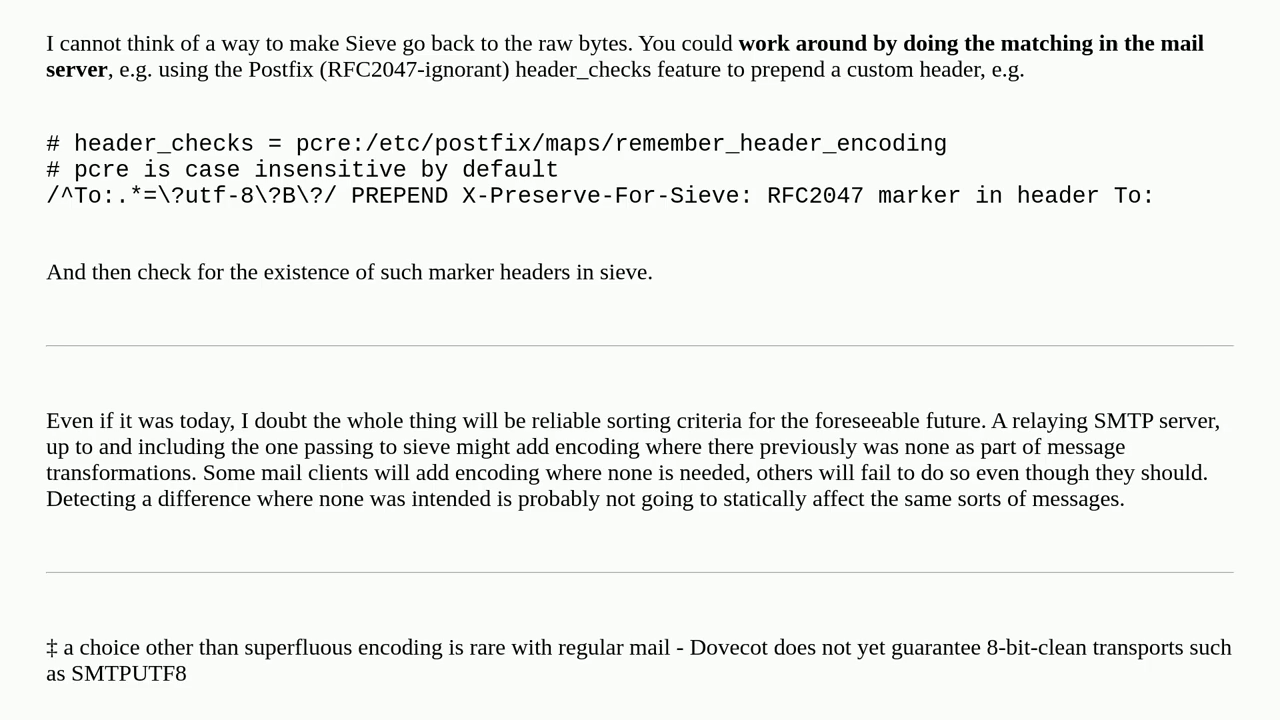 I cannot think of a way to make Sieve go back to the raw bytes. You could work around by doing the matching in the mail
server, e.g. using the Postfix (RFC2047-ignorant) header_checks feature to prepend a custom header, e.g.
# header_checks = pcre:/etc/postfix/maps/remember_header_encoding
# pcre is case insensitive by default
/^To:.*=\?utf-8\?B\?/ PREPEND X-Preserve-For-Sieve: RFC2047 marker in header To:
And then check for the existence of such marker headers in sieve.
Even if it was today, I doubt the whole thing will be reliable sorting criteria for the foreseeable future. A relaying SMTP server,
up to and including the one passing to sieve might add encoding where there previously was none as part of message
transformations. Some mail clients will add encoding where none is needed, others will fail to do so even though they should.
Detecting a difference where none was intended is probably not going to statically affect the same sorts of messages.
‡ a choice other than superfluous encoding is rare with regular mail - Dovecot does not yet guarantee 8-bit-clean transports such
as SMTPUTF8